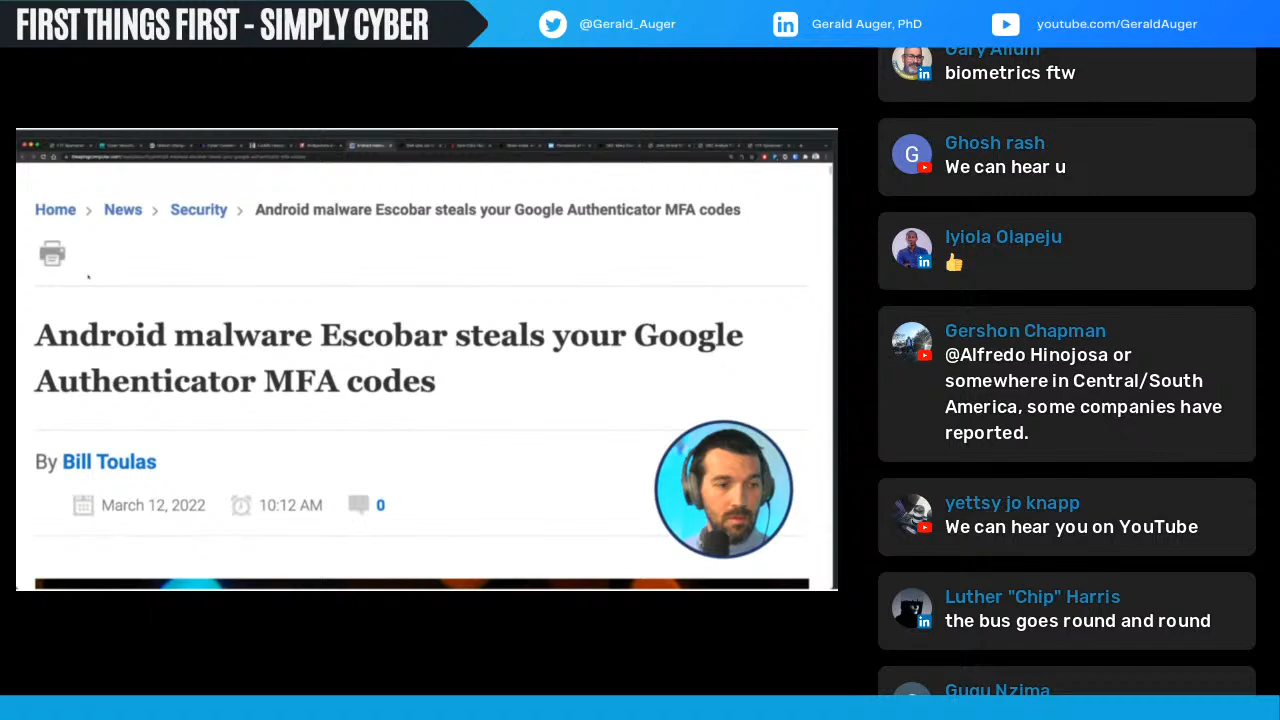 FIRST THINGS FIRST - SIMPLY CYBER
@Gerald_Auger
Gerald Auger, PhD
youtube.com/GeraldAuger
Home > News > Security > Android malware Escobar steals your Google Authenticator MFA codes
Android malware Escobar steals your Google
Authenticator MFA codes
By Bill Toulas
March 12, 2022 10:12 AM 0
Gary Allum
biometrics ftw
G
Ghosh rash
We can hear u
Iyiola Olapeju
👍
Gershon Chapman
@Alfredo Hinojosa or
somewhere in Central/South
America, some companies have
reported.
yettsy jo knapp
We can hear you on YouTube
Luther "Chip" Harris
the bus goes round and round
Gugu Nzima